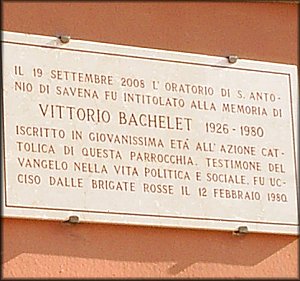 IL 19 SETTEMBRE 2008 L'ORATORIO DI S. ANTO-
NIO DI SAVENA FU INTITOLATO ALLA MEMORIA DI
VITTORIO BACHELET 1926 - 1980
ISCRITTO IN GIOVANISSIMA ETÀ ALL'AZIONE CAT-
TOLICA DI QUESTA PARROCCHIA. TESTIMONE DEL
VANGELO NELLA VITA POLITICA E SOCIALE, FU UC-
CISO DALLE BRIGATE ROSSE IL 12 FEBBRAIO 1980.